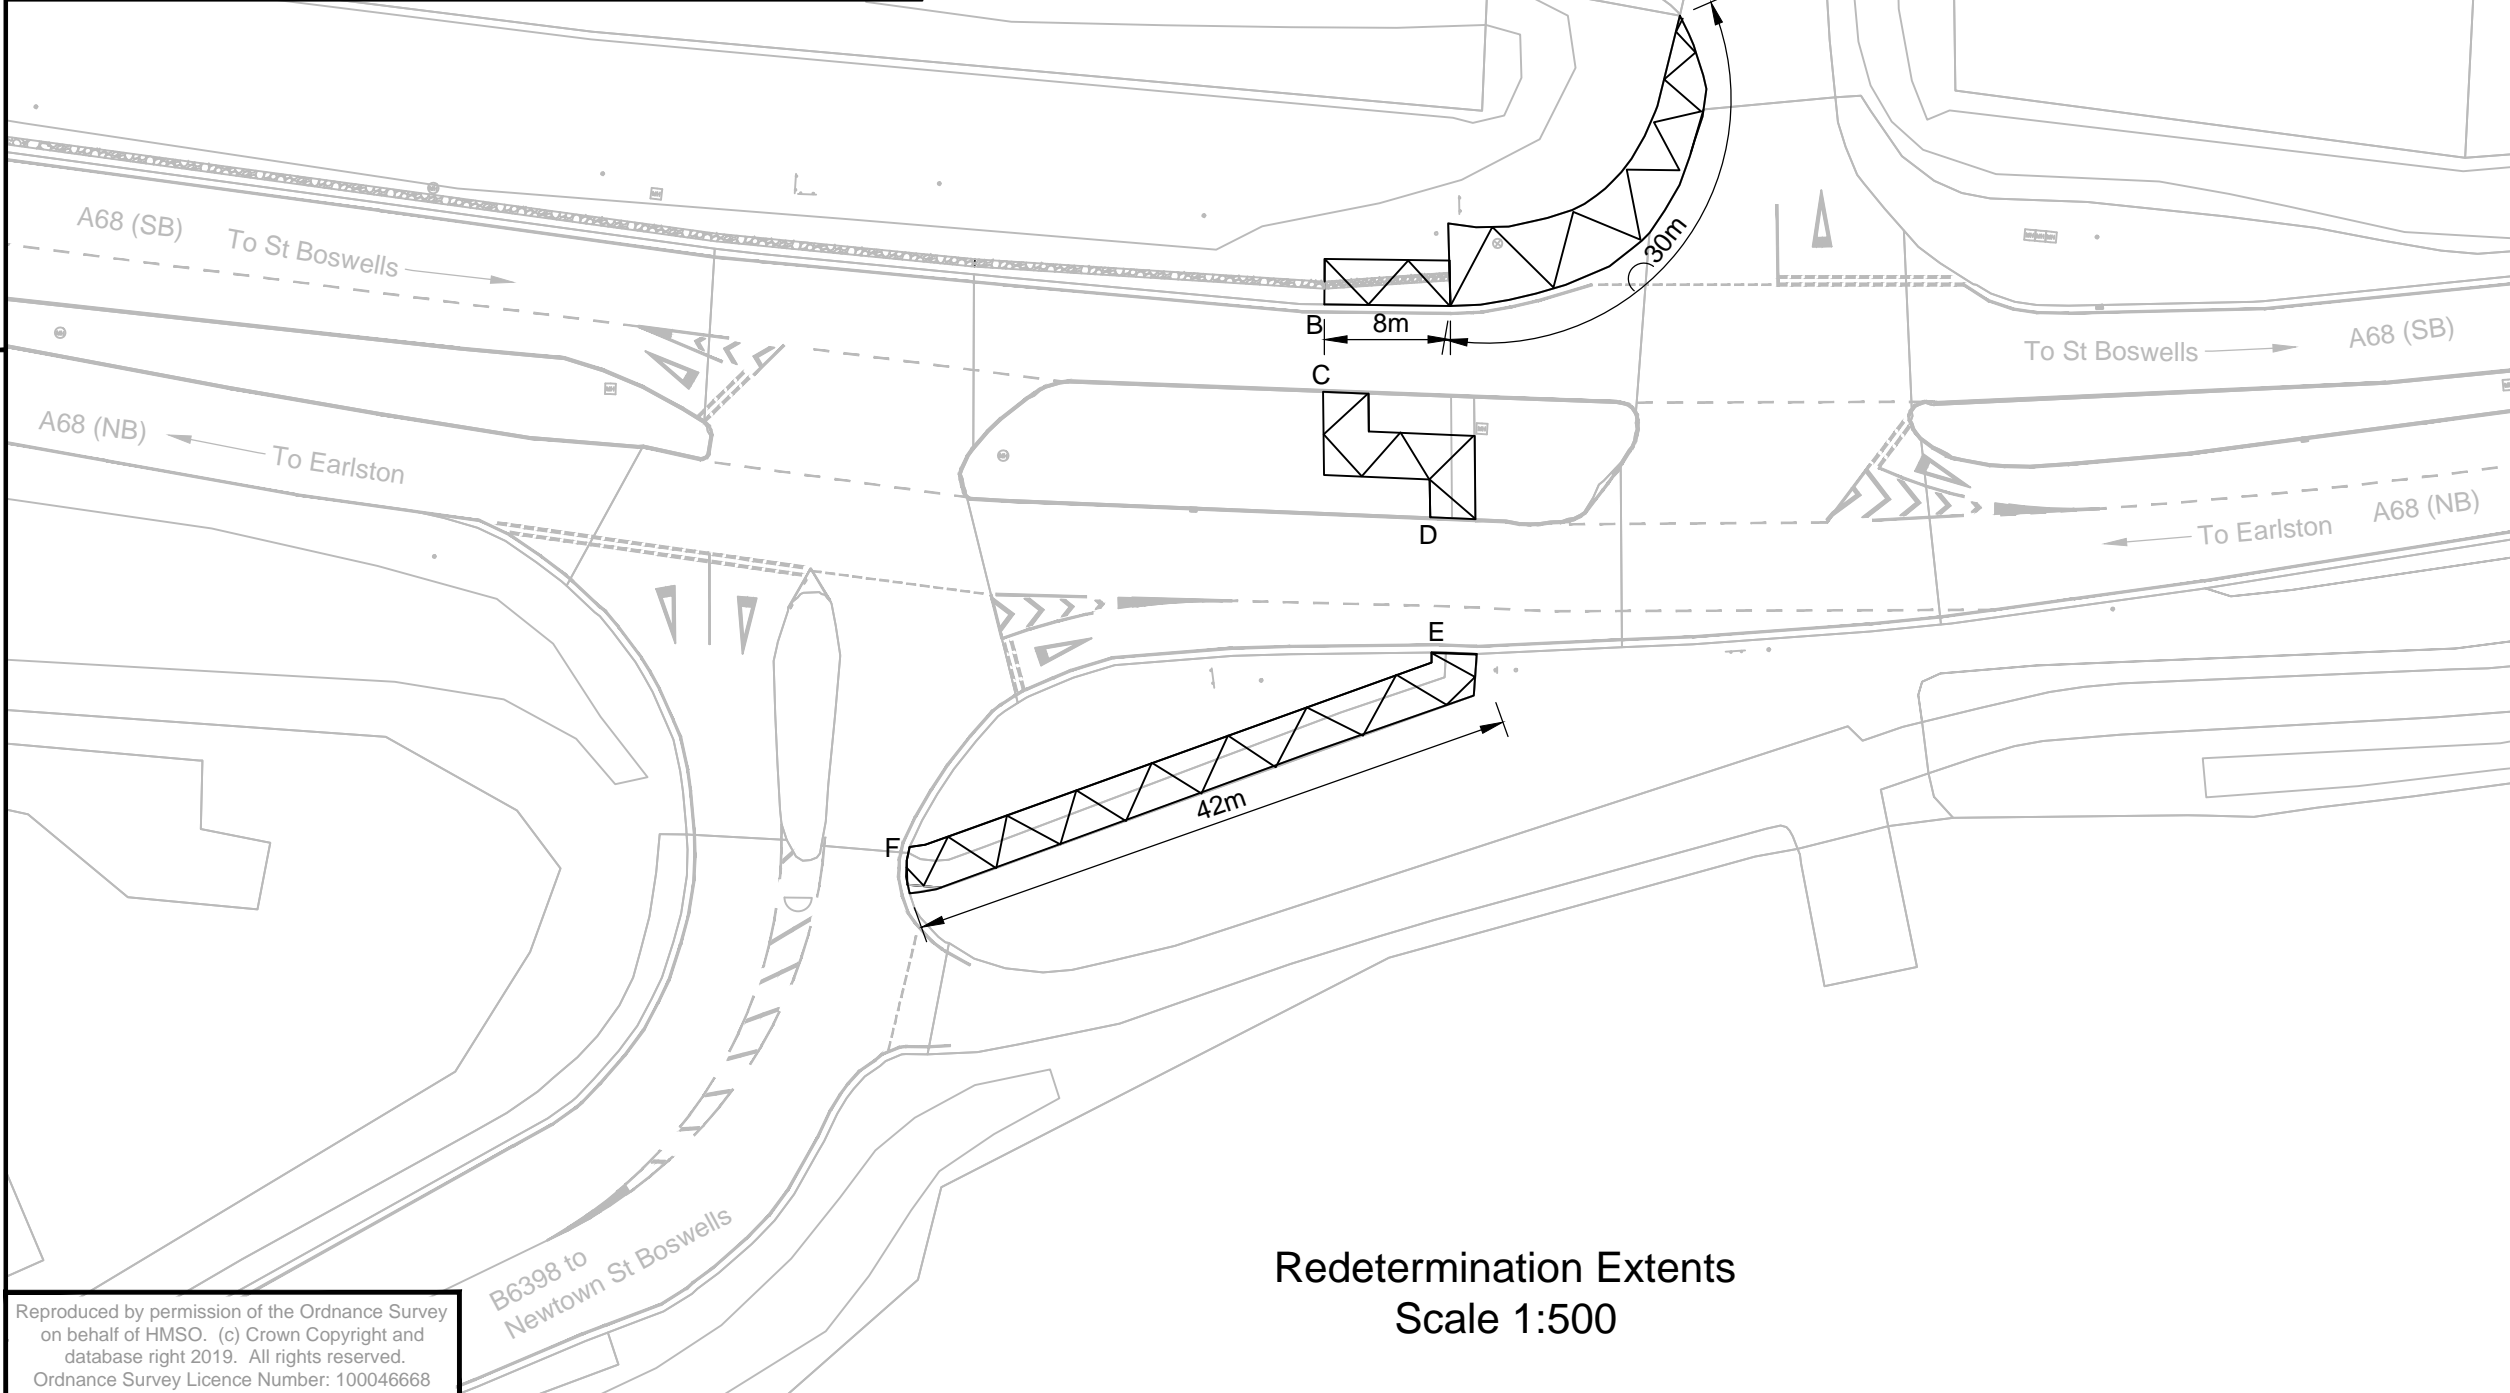 A68 (SB)
To St Boswells
30m
B
8m
To St Boswells
A68 (SB)
C
A68 (NB)
To Earlston
D
A68 (NB)
To Earlston
E
42m
F
B6398 to
Newtown St Boswells
Redetermination Extents
Scale 1:500
Reproduced by permission of the Ordnance Survey
on behalf of HMSO. (c) Crown Copyright and
database right 2019. All rights reserved.
Ordnance Survey Licence Number: 100046668